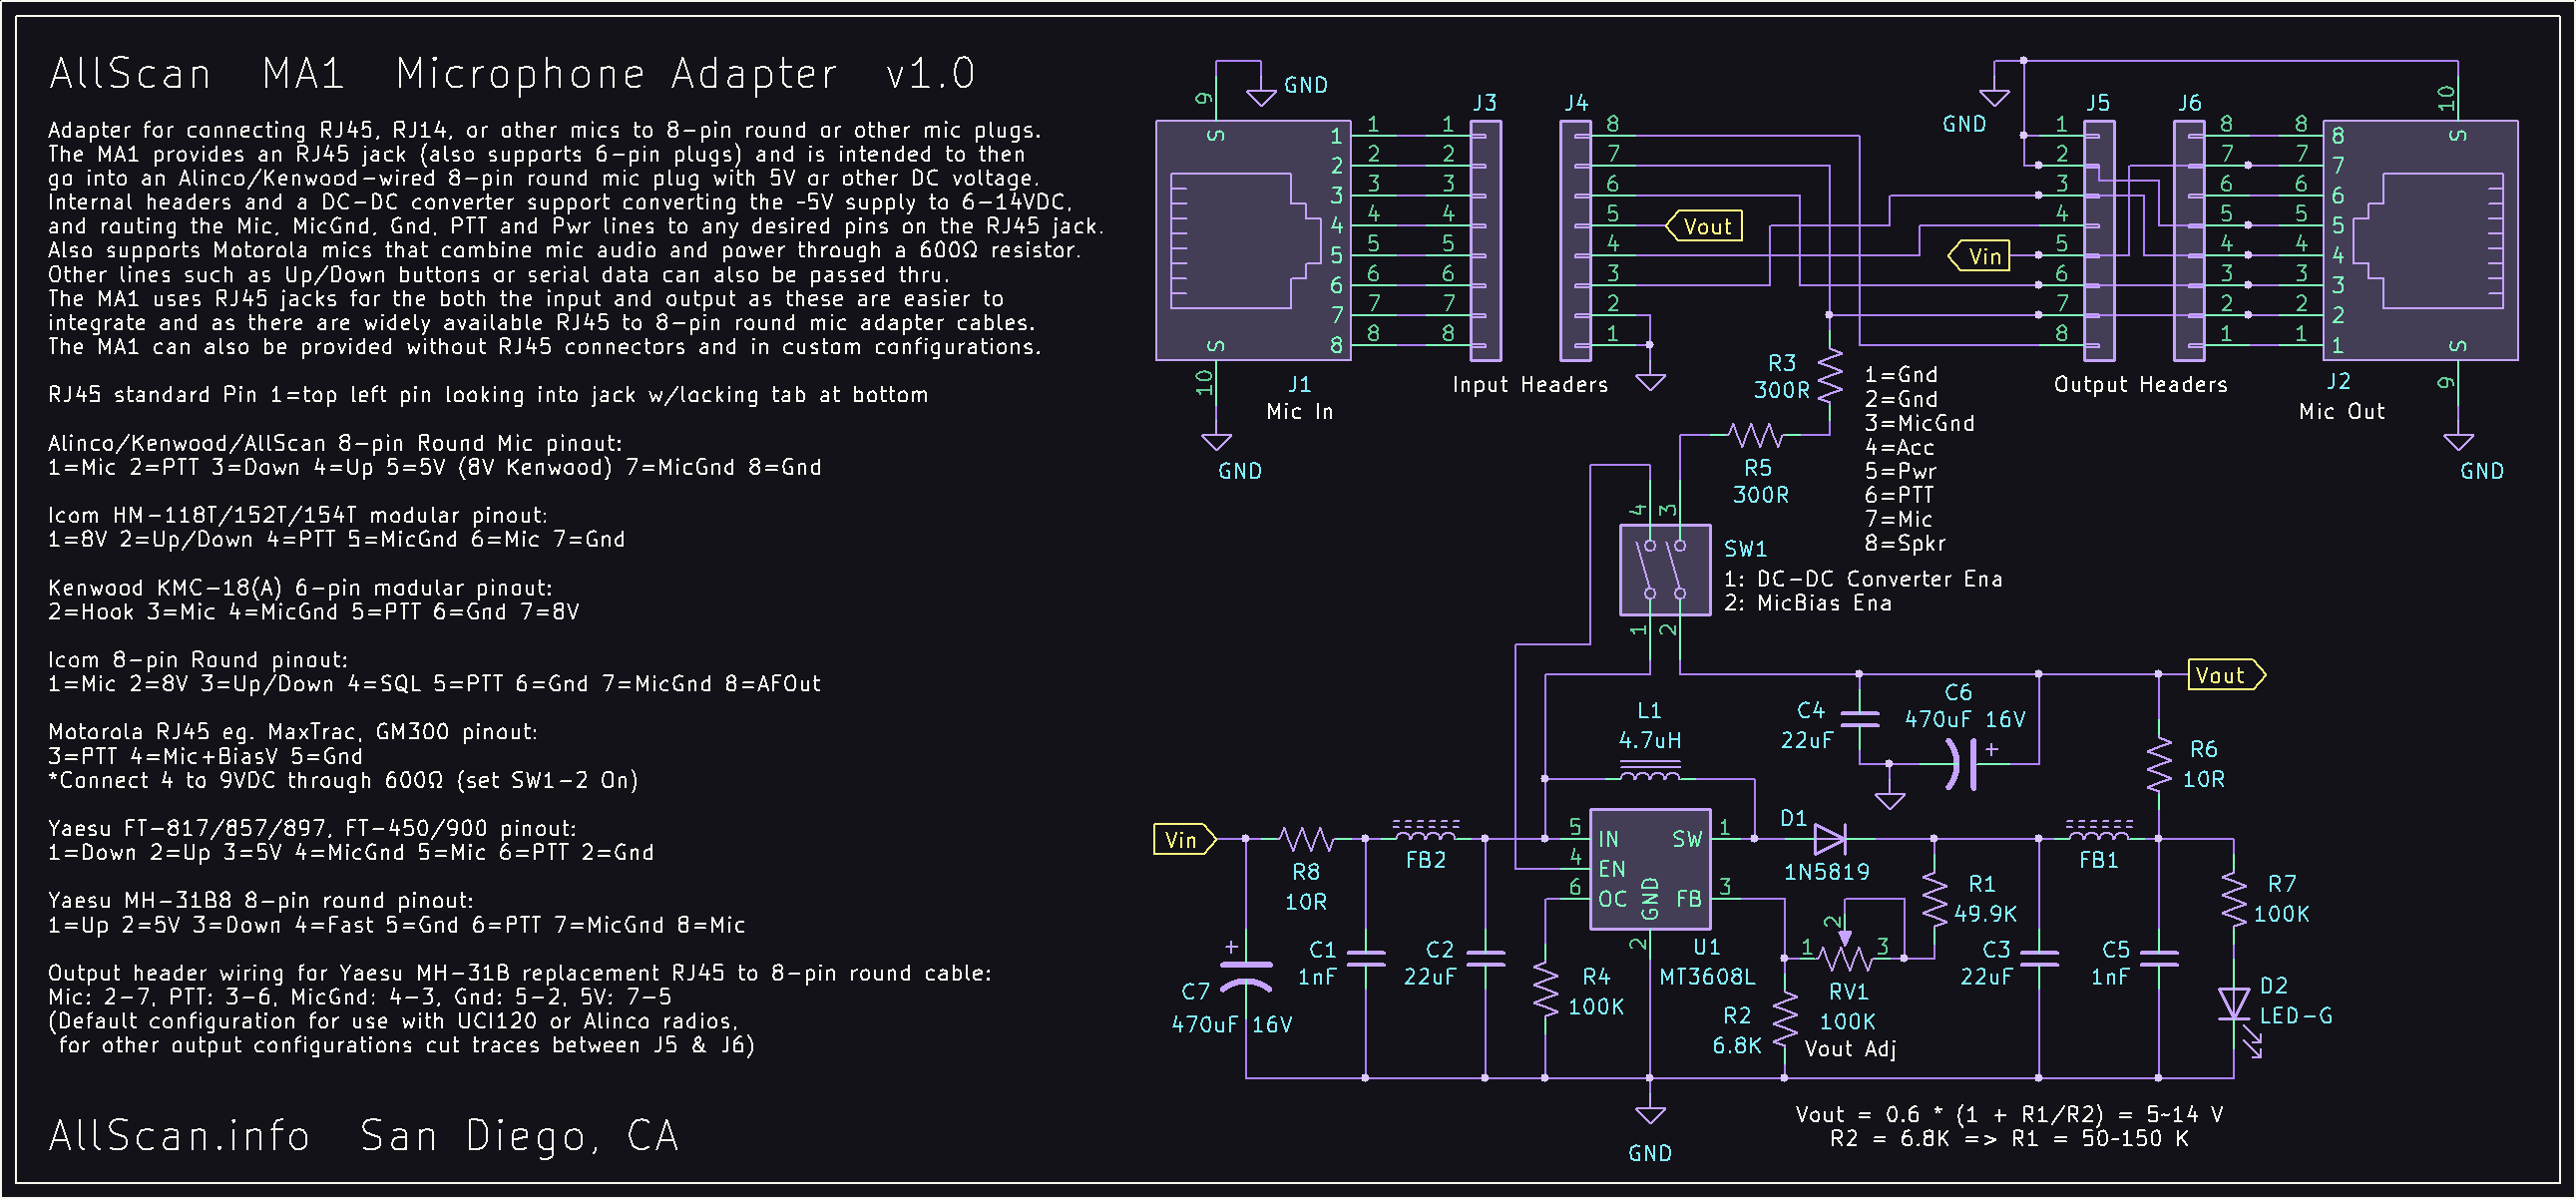 AllScan MA1 Microphone Adapter v1.0
Adapter for connecting RJ45, RJ14, or other mics to 8-pin round or other mic plugs.
The MA1 provides an RJ45 jack (also supports 6-pin plugs) and is intended to then
go into an Alinco/Kenwood-wired 8-pin round mic plug with 5V or other DC voltage.
Internal headers and a DC-DC converter support converting the ~5V supply to 6-14VDC,
and routing the Mic, MicGnd, Gnd, PTT and Pwr lines to any desired pins on the RJ45 jack.
Also supports Motorola mics that combine mic audio and power through a 600Ω resistor.
Other lines such as Up/Down buttons or serial data can also be passed thru.
The MA1 uses RJ45 jacks for the both the input and output as these are easier to
integrate and as there are widely available RJ45 to 8-pin round mic adapter cables.
The MA1 can also be provided without RJ45 connectors and in custom configurations.
RJ45 standard Pin 1=top left pin looking into jack w/locking tab at bottom
Alinco/Kenwood/AllScan 8-pin Round Mic pinout:
1=Mic 2=PTT 3=Down 4=Up 5=5V (8V Kenwood) 7=MicGnd 8=Gnd
Icom HM-118T/152T/154T modular pinout:
1=8V 2=Up/Down 4=PTT 5=MicGnd 6=Mic 7=Gnd
Kenwood KMC-18(A) 6-pin modular pinout:
2=Hook 3=Mic 4=MicGnd 5=PTT 6=Gnd 7=8V
Icom 8-pin Round pinout:
1=Mic 2=8V 3=Up/Down 4=SQL 5=PTT 6=Gnd 7=MicGnd 8=AFOut
Motorola RJ45 eg. MaxTrac, GM300 pinout:
3=PTT 4=Mic+BiasV 5=Gnd
*Connect 4 to 9VDC through 600Ω (set SW1-2 On)
Yaesu FT-817/857/897, FT-450/900 pinout:
1=Down 2=Up 3=5V 4=MicGnd 5=Mic 6=PTT 2=Gnd
Yaesu MH-31B8 8-pin round pinout:
1=Up 2=5V 3=Down 4=Fast 5=Gnd 6=PTT 7=MicGnd 8=Mic
Output header wiring for Yaesu MH-31B replacement RJ45 to 8-pin round cable:
Mic: 2-7, PTT: 3-6, MicGnd: 4-3, Gnd: 5-2, 5V: 7-5
(Default configuration for use with UCI120 or Alinco radios,
for other output configurations cut traces between J5 & J6)
AllScan.info San Diego, CA
GND
9
S
1 1 1
2 2 2
3 3 3
4 4 4
5 5 5
6 6 6
7 7 7
8 8 8
S
10
J1
Mic In
GND
J3
J4
8
7
6
5
4
3
2
1
Input Headers
Vout
GND
Vin
J5
J6
1
2
3
4
5
6
7
8
Output Headers
10
S
8 8 8
7 7 7
6 6 6
5 5 5
4 4 4
3 3 3
2 2 2
1 1 1
S
9
J2
Mic Out
GND
R3
300R
R5
300R
1=Gnd
2=Gnd
3=MicGnd
4=Acc
5=Pwr
6=PTT
7=Mic
8=Spkr
4 3
SW1
1: DC-DC Converter Ena
2: MicBias Ena
1 2
Vout
L1
4.7uH
C4
22uF
C6
470uF 16V
+
R6
10R
Vin
R8
10R
FB2
5 IN SW 1
4 EN
6 OC GND FB 3
2
U1
MT3608L
D1
1N5819
FB1
R1
49.9K
R7
100K
+
C7
470uF 16V
C1
1nF
C2
22uF
R4
100K
1 2 3
RV1
100K
Vout Adj
R2
6.8K
C3
22uF
C5
1nF
D2
LED-G
GND
Vout = 0.6 * (1 + R1/R2) = 5~14 V
R2 = 6.8K => R1 = 50~150 K